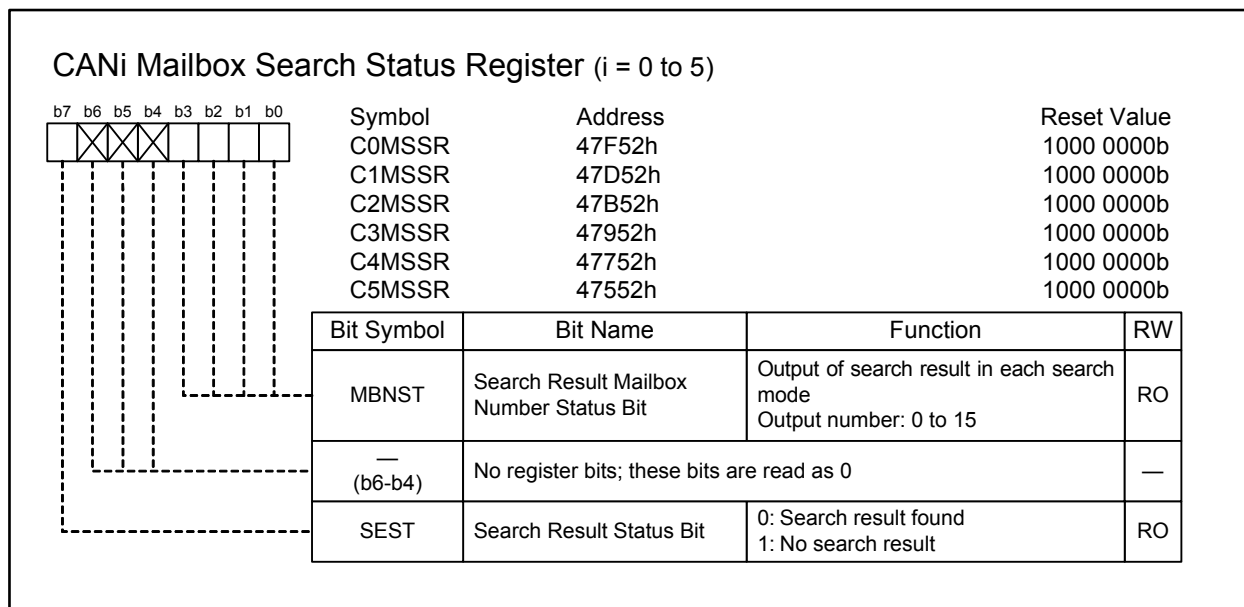 CANi Mailbox Search Status Register (i = 0 to 5)
b7 b6 b5 b4 b3 b2 b1 b0
Symbol Address Reset Value
C0MSSR 47F52h 1000 0000b
C1MSSR 47D52h 1000 0000b
C2MSSR 47B52h 1000 0000b
C3MSSR 47952h 1000 0000b
C4MSSR 47752h 1000 0000b
C5MSSR 47552h 1000 0000b
Bit Symbol Bit Name Function RW
MBNST
Search Result Mailbox
Number Status Bit
Output of search result in each search
mode
Output number: 0 to 15
RO
—
(b6-b4)
No register bits; these bits are read as 0
—
SEST
Search Result Status Bit
0: Search result found
1: No search result
RO